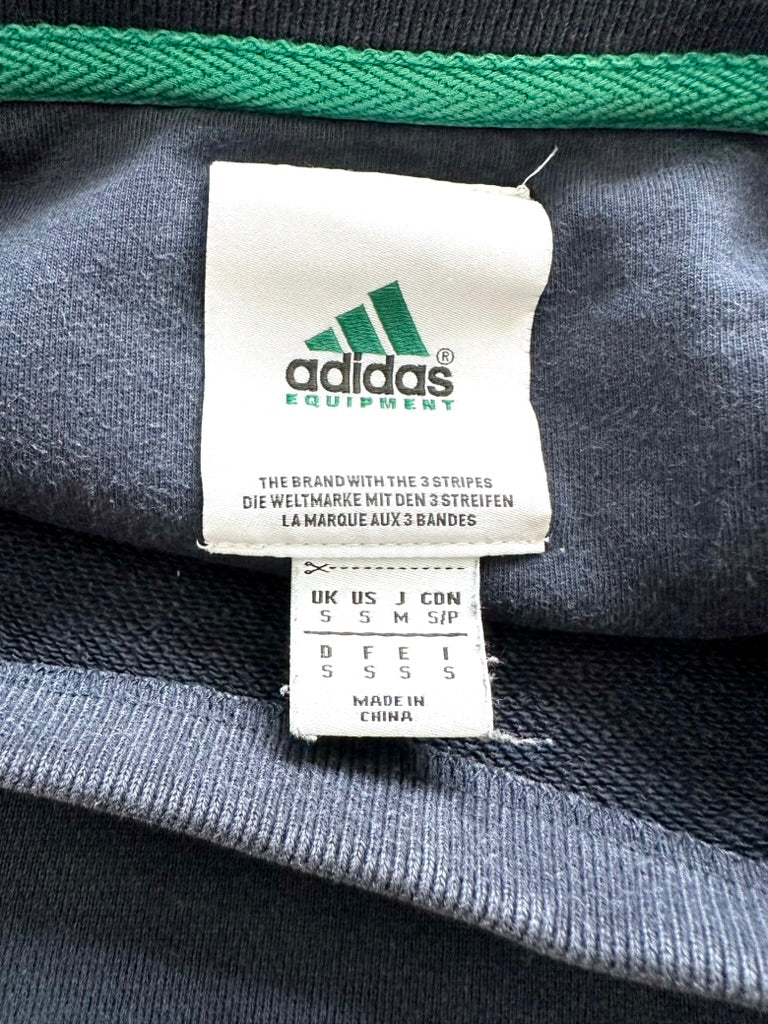 adidas®
EQUIPMENT
THE BRAND WITH THE 3 STRIPES
DIE WELTMARKE MIT DEN 3 STREIFEN
LA MARQUE AUX 3 BANDES
UK US J CDN
S S M S/P
D F E I
S S S S
MADE IN
CHINA